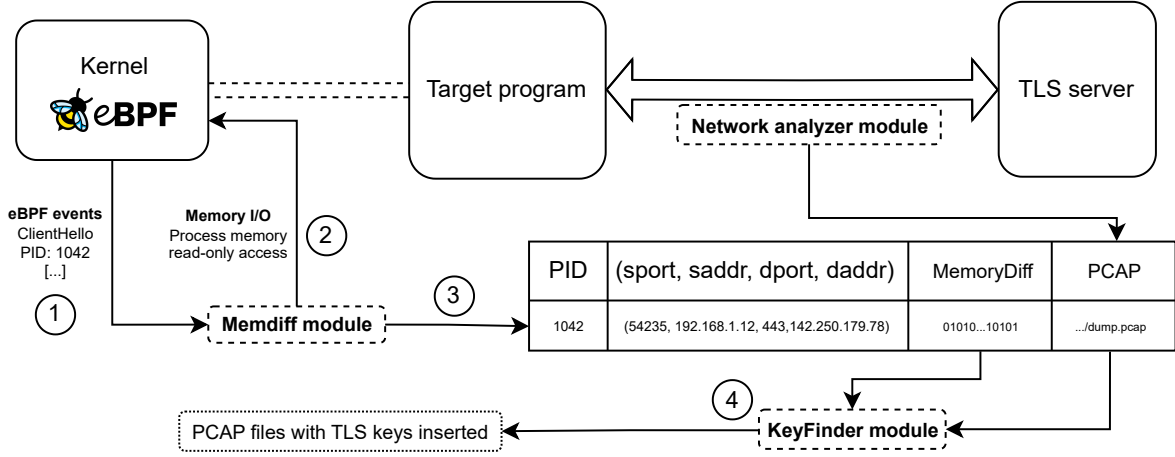 Kernel
eBPF
Target program
TLS server
Network analyzer module
eBPF events
ClientHello
PID: 1042
[...]
1
Memory I/O
Process memory
read-only access
2
Memdiff module
3
PID (sport, saddr, dport, daddr) MemoryDiff PCAP
1042 (54235, 192.168.1.12, 443,142.250.179.78) 01010...10101 .../dump.pcap
4
KeyFinder module
PCAP files with TLS keys inserted